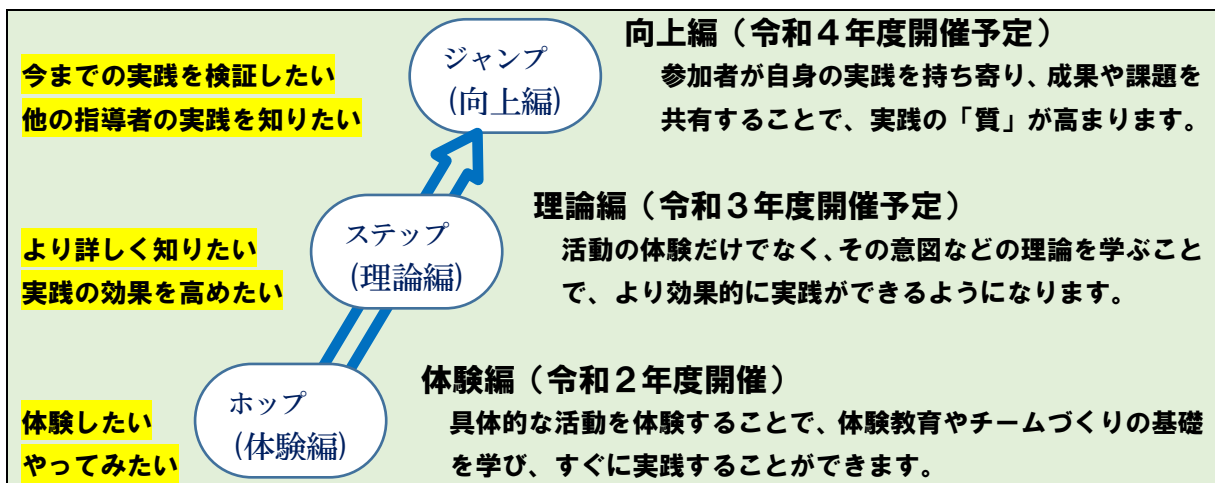 向上編（令和４年度開催予定）
ジャンプ
(向上編)
今までの実践を検証したい
他の指導者の実践を知りたい
参加者が自身の実践を持ち寄り、成果や課題を
共有することで、実践の「質」が高まります。
理論編（令和３年度開催予定）
ステップ
(理論編)
より詳しく知りたい
実践の効果を高めたい
活動の体験だけでなく、その意図などの理論を学ぶこと
で、より効果的に実践ができるようになります。
体験編（令和２年度開催）
ホップ
(体験編)
体験したい
やってみたい
具体的な活動を体験することで、体験教育やチームづくりの基礎
を学び、すぐに実践することができます。